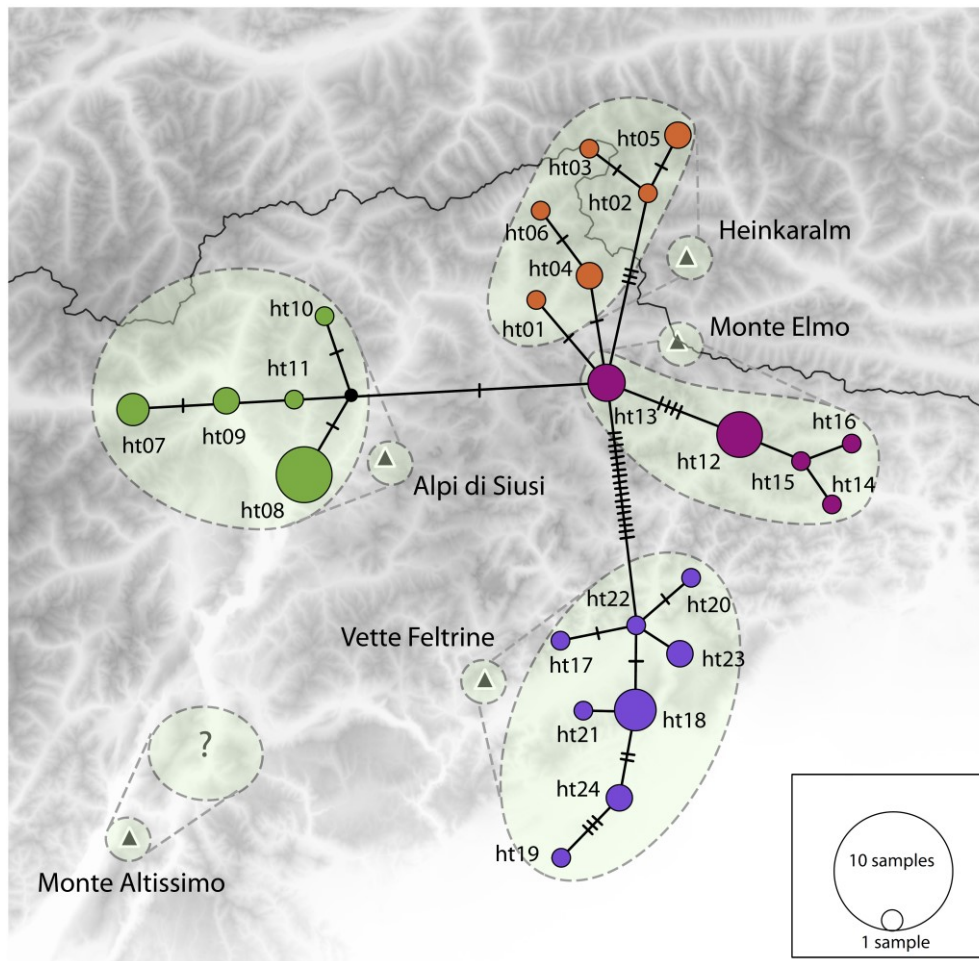 ht05
ht03
ht02
ht06
Heinkaralm
ht04
ht10
ht01
Monte Elmo
ht11
ht13
ht07
ht09
ht12
ht16
ht15
ht14
ht08
Alpi di Siusi
ht22
ht20
Vette Feltrine
ht17
ht23
ht21
ht18
?
ht24
ht19
Monte Altissimo
10 samples
1 sample